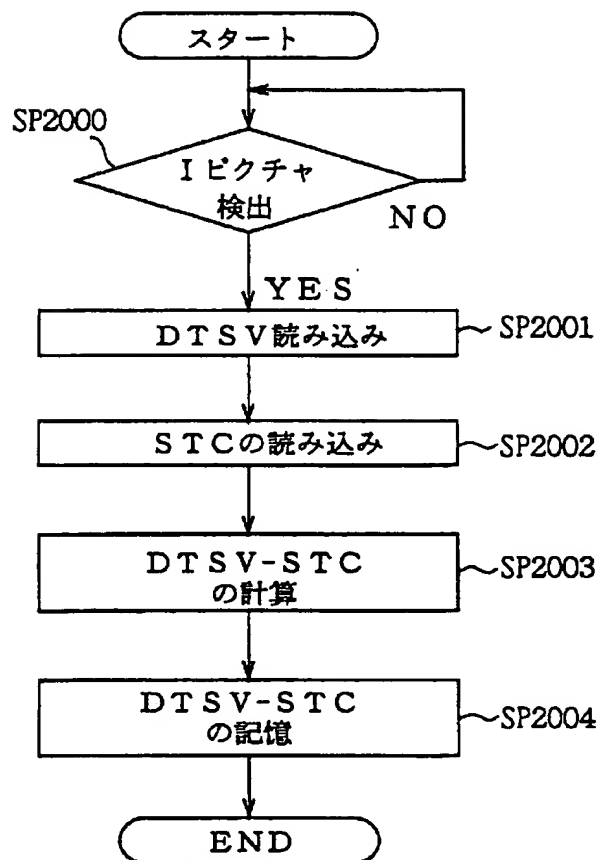 スタート
SP2000
Iピクチャ
検出
NO
YES
DTSV読み込み
SP2001
STCの読み込み
SP2002
DTSV-STC
の計算
SP2003
DTSV-STC
の記憶
SP2004
END